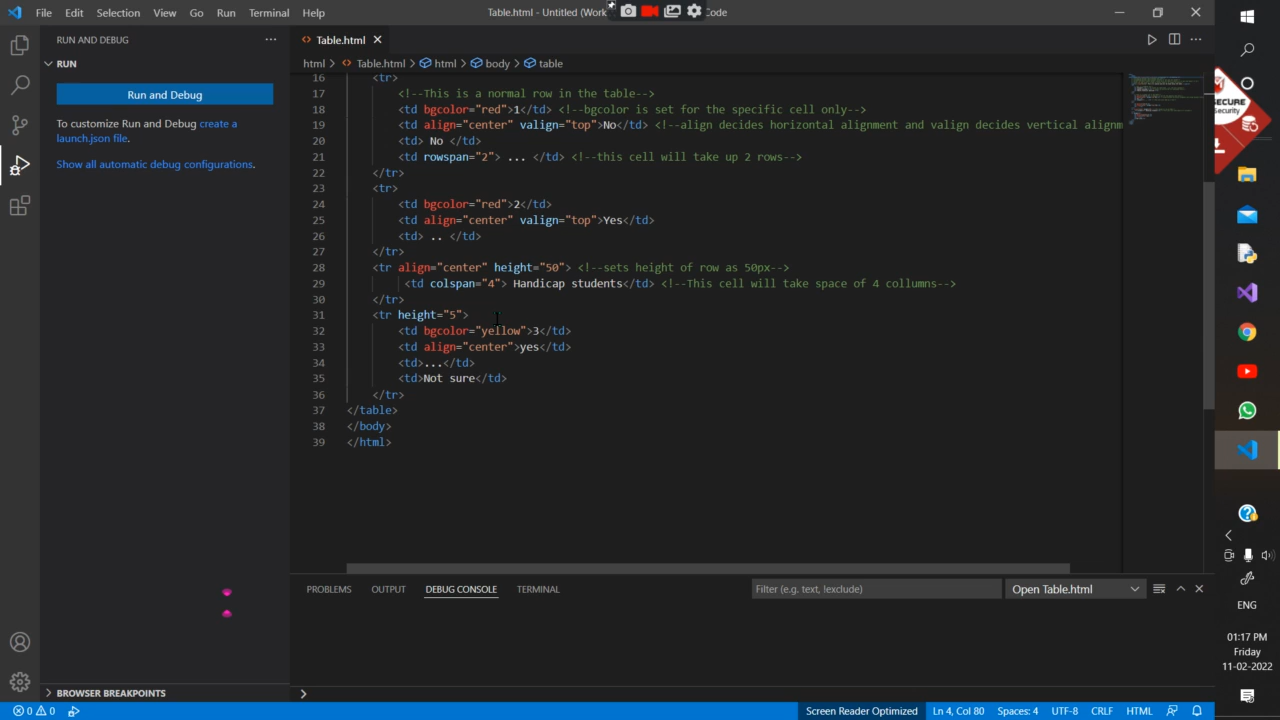 File Edit Selection View Go Run Terminal Help
Table.html - Untitled (Work
Code
RUN AND DEBUG
RUN
Run and Debug
To customize Run and Debug create a
launch.json file.
Show all automatic debug configurations.
Table.html
html > Table.html > html > body > table
16 <tr>
17 <!--This is a normal row in the table-->
18 <td bgcolor="red">1</td> <!--bgcolor is set for the specific cell only-->
19 <td align="center" valign="top">No</td> <!--align decides horizontal alignment and valign decides vertical alignm
20 <td> No </td>
21 <td rowspan="2"> ... </td> <!--this cell will take up 2 rows-->
22 </tr>
23 <tr>
24 <td bgcolor="red">2</td>
25 <td align="center" valign="top">Yes</td>
26 <td> .. </td>
27 </tr>
28 <tr align="center" height="50"> <!--sets height of row as 50px-->
29 <td colspan="4"> Handicap students</td> <!--This cell will take space of 4 collumns-->
30 </tr>
31 <tr height="5">
32 <td bgcolor="yellow">3</td>
33 <td align="center">yes</td>
34 <td>...</td>
35 <td>Not sure</td>
36 </tr>
37 </table>
38 </body>
39 </html>
PROBLEMS OUTPUT DEBUG CONSOLE TERMINAL
Filter (e.g. text, !exclude)
Open Table.html
BROWSER BREAKPOINTS
0 0
Screen Reader Optimized Ln 4, Col 80 Spaces: 4 UTF-8 CRLF HTML
SECURE
Security
ENG
01:17 PM
Friday
11-02-2022